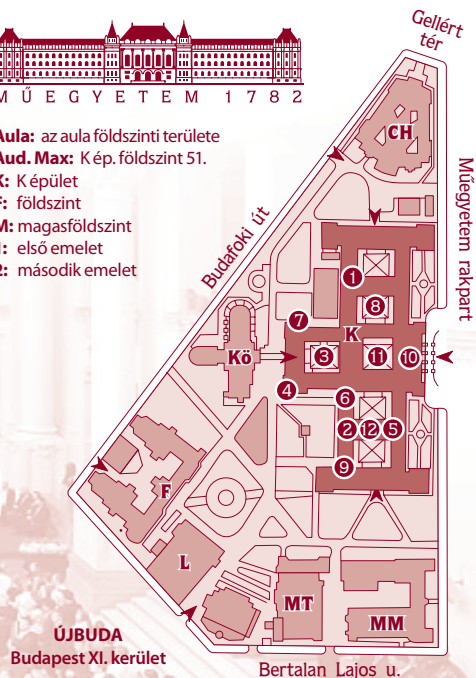 MŰEGYETEM 1782
Aula: az aula földszinti területe
Aud. Max: K ép. földszint 51.
K: K épület
F: földszint
M: magasföldszint
1: első emelet
2: második emelet
Gellért
tér
CH
Műegyetem rakpart
Budafoki út
1
8
7
K
Kö
3
11
10
4
6
2
12
5
9
F
L
MT
MM
ÚJBUDA
Budapest XI. kerület
Bertalan Lajos u.